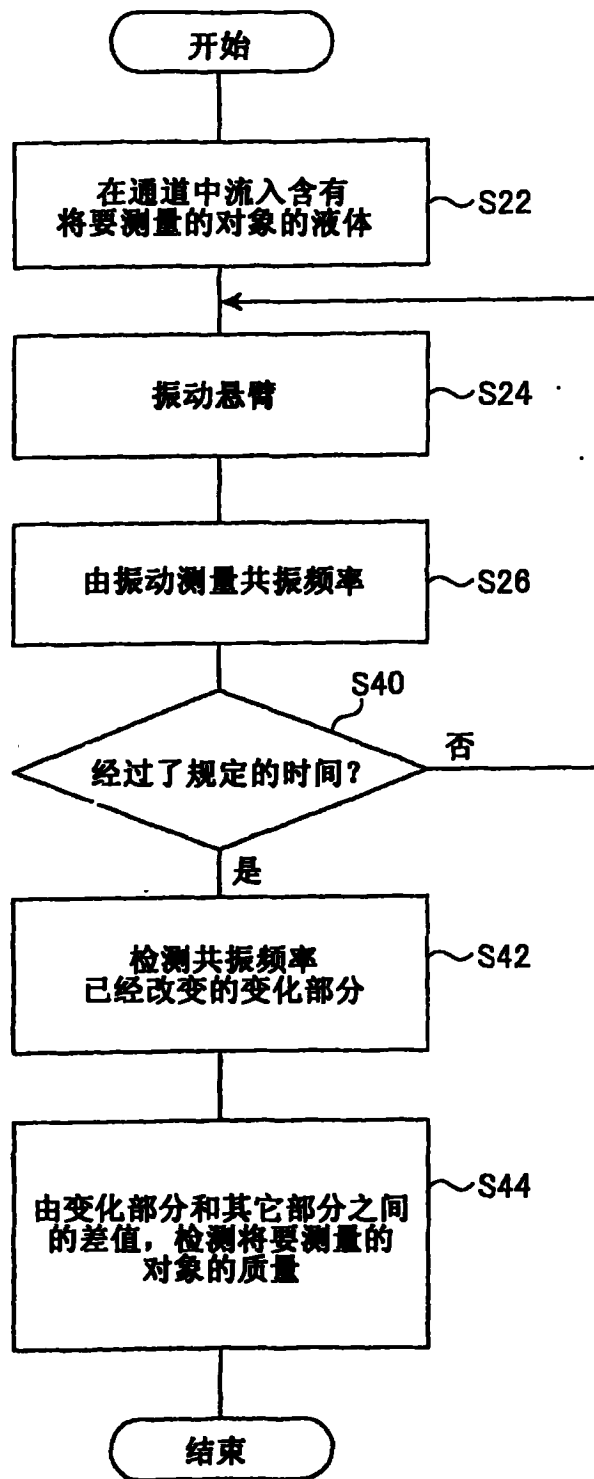 开始
在通道中流入含有
将要测量的对象的液体
S22
振动悬臂
S24
由振动测量共振频率
S26
S40
经过了规定的时间？
否
是
检测共振频率
已经改变的变化部分
S42
由变化部分和其它部分之间
的差值，检测将要测量的
对象的质量
S44
结束